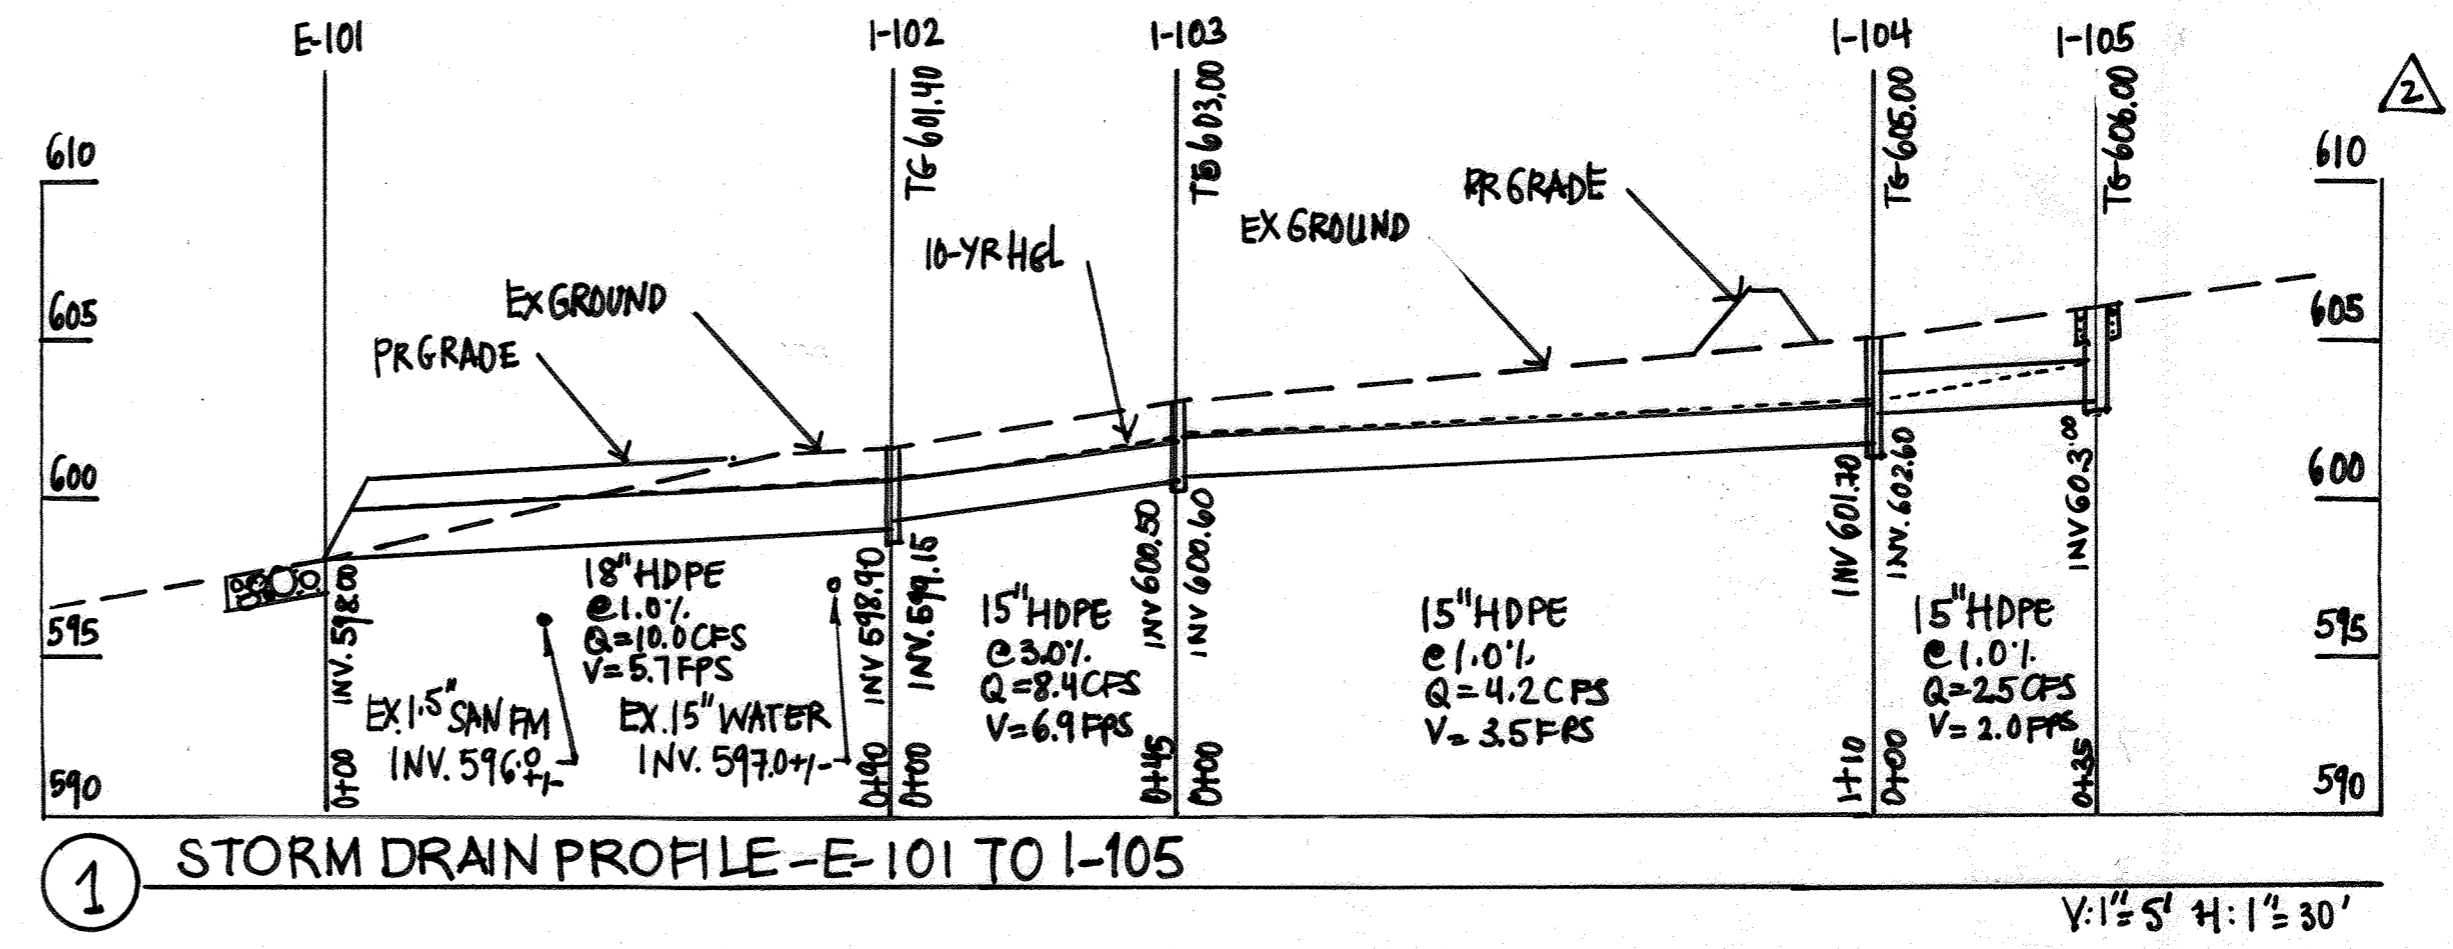 E-101
I-102
I-103
I-104
I-105
2
TG 601.40
TG 603.00
TG 605.00
TG 606.00
610
605
600
595
590
610
605
600
595
590
PR GRADE
EX GROUND
10-YR HGL
EX GROUND
PR GRADE
INV. 598.00
0+00
18" HDPE
@ 1.0%
Q=10.0 CFS
V=5.7 FPS
EX. 1.5" SAN FM
INV. 596.0 +/-
EX. 15" WATER
INV. 597.0 +/-
INV 598.90
INV. 599.15
0+90
0+00
15" HDPE
@ 3.0%
Q=8.4 CFS
V=6.9 FPS
INV 600.50
INV 600.60
0+45
0+00
15" HDPE
@ 1.0%
Q=4.2 CFS
V=3.5 FPS
INV 601.70
INV. 602.60
1+10
0+00
15" HDPE
@ 1.0%
Q=25 CFS
V=2.0 FPS
INV 603.00
0+35
1
STORM DRAIN PROFILE-E-101 TO I-105
V:1"=5' H:1"=30'